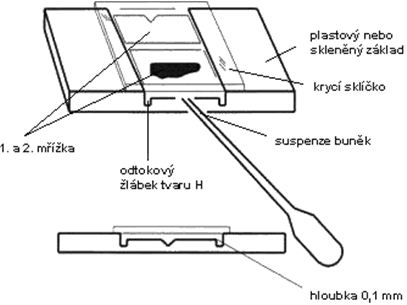 plastový nebo
skleněný základ
krycí sklíčko
suspenze buněk
1. a 2. mřížka
odtokový
žlábek tvaru H
hloubka 0,1 mm